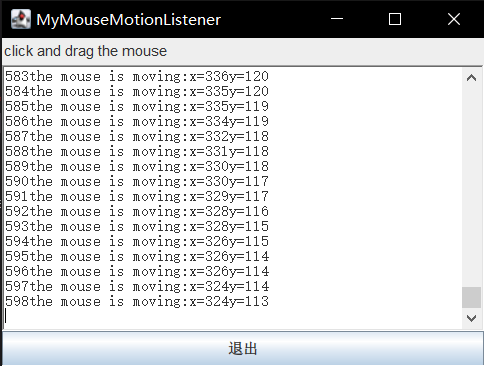 MyMouseMotionListener
click and drag the mouse
583the mouse is moving:x=336y=120
584the mouse is moving:x=335y=120
585the mouse is moving:x=335y=119
586the mouse is moving:x=334y=119
587the mouse is moving:x=332y=118
588the mouse is moving:x=331y=118
589the mouse is moving:x=330y=118
590the mouse is moving:x=330y=117
591the mouse is moving:x=329y=117
592the mouse is moving:x=328y=116
593the mouse is moving:x=328y=115
594the mouse is moving:x=326y=115
595the mouse is moving:x=326y=114
596the mouse is moving:x=326y=114
597the mouse is moving:x=324y=114
598the mouse is moving:x=324y=113
退出